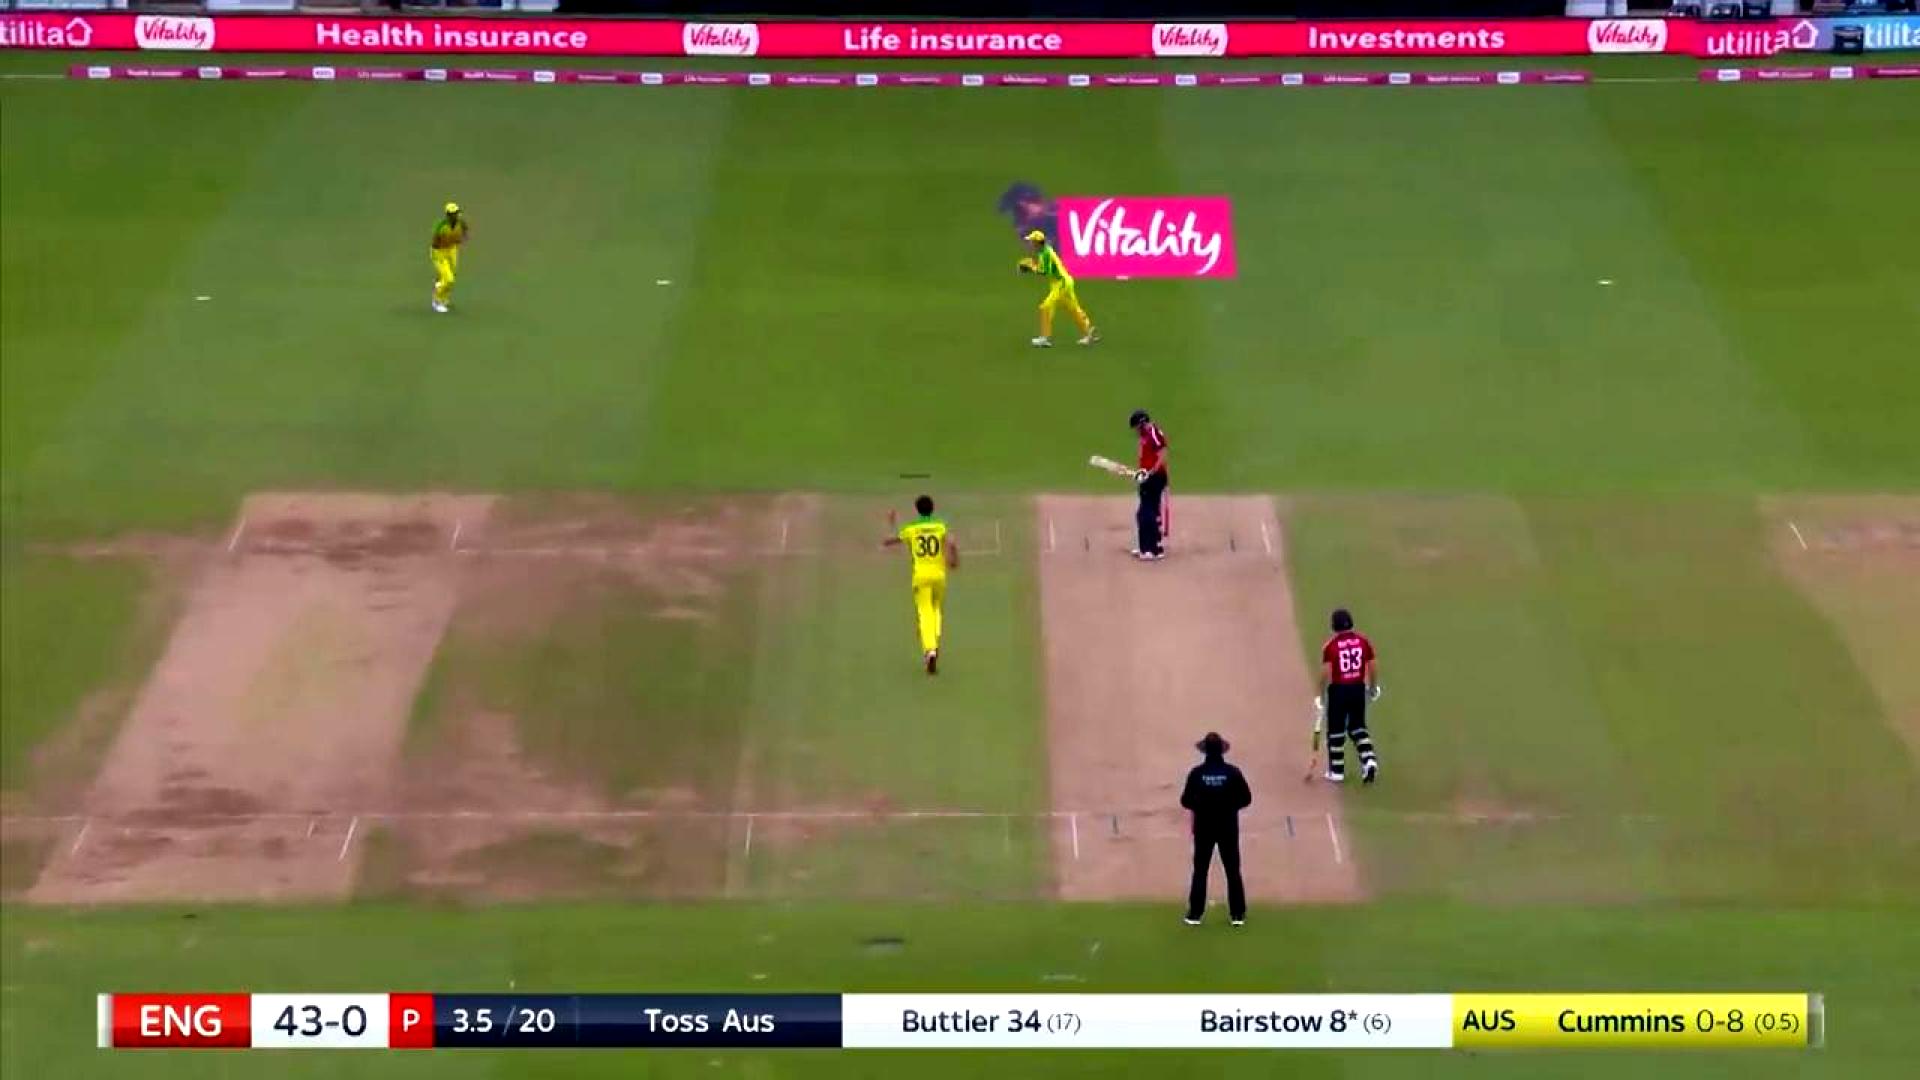 utilita Vitality Health insurance Vitality Life insurance Vitality Investments Vitality utilita utilita
Vitality
30
63
ENG 43-0 P 3.5 / 20 Toss Aus Buttler 34 (17) Bairstow 8* (6) AUS Cummins 0-8 (0.5)